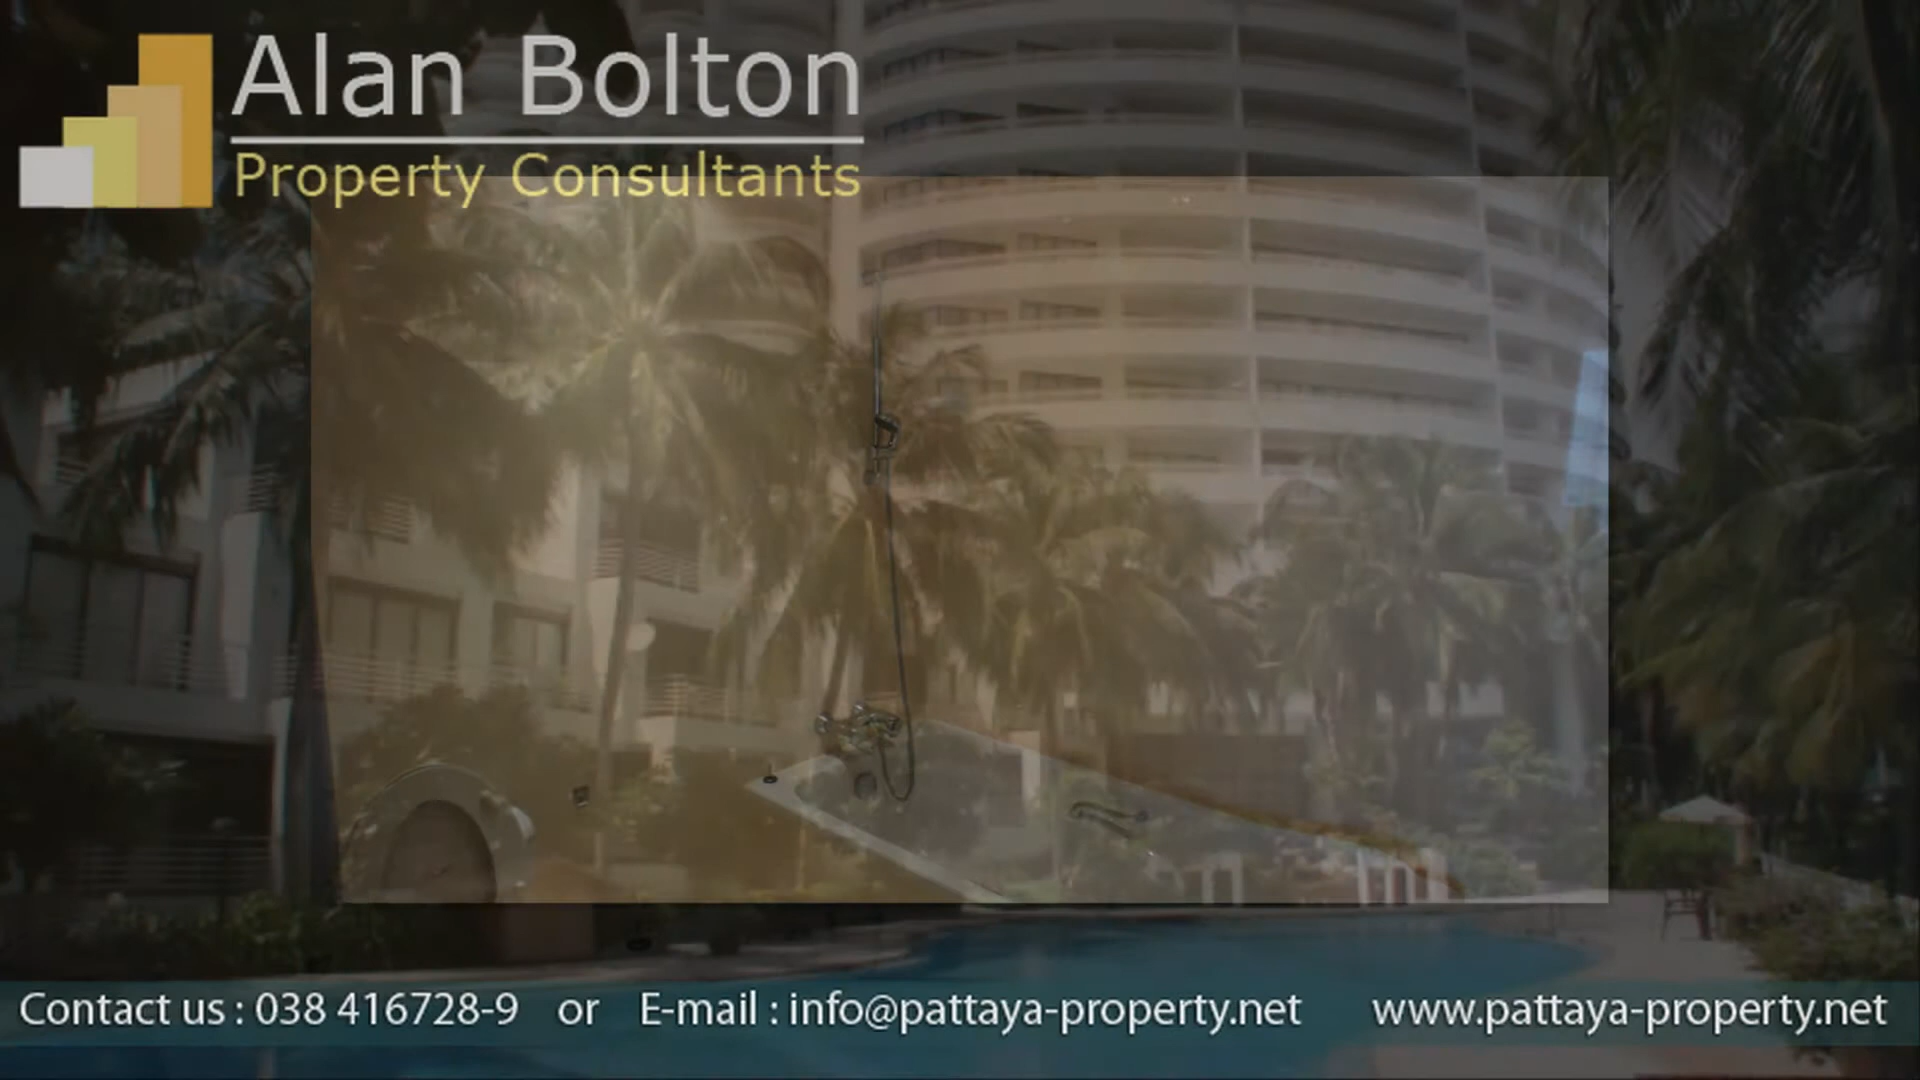 Alan Bolton
Property Consultants
Contact us : 038 416728-9 or E-mail : info@pattaya-property.net www.pattaya-property.net